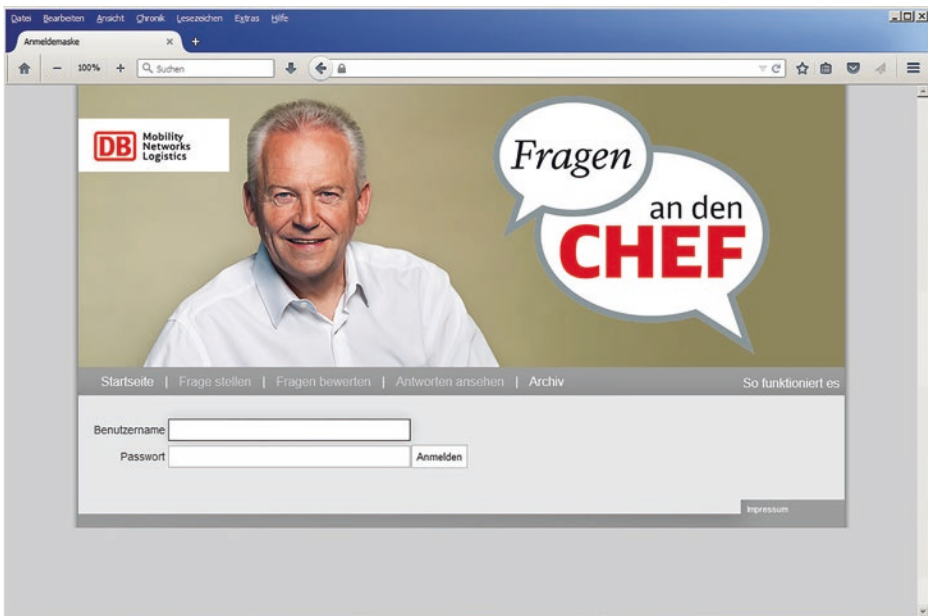 Datei Bearbeiten Ansicht Chronik Lesezeichen Extras Hilfe
Anmeldemaske × +
− 100% + Suchen
DB Mobility
Networks
Logistics
Fragen
an den
CHEF
Startseite | Frage stellen | Fragen bewerten | Antworten ansehen | Archiv So funktioniert es
Benutzername
Passwort Anmelden
Impressum